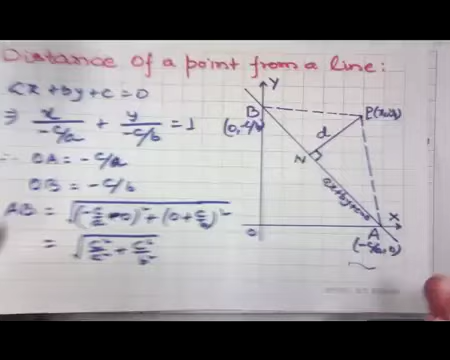 Distance of a point from a line:
ax + by + c = 0
⇒ x/(-c/a) + y/(-c/b) = 1
∴ OA = -c/a
OB = -c/b
AB = √((-c/a - 0)² + (0 + c/b)²)
= √(c²/a² + c²/b²)
Y
B
(0, -c/b)
P(x₁,y₁)
d
N
ax+by+c=0
O
X
A
(-c/a, 0)